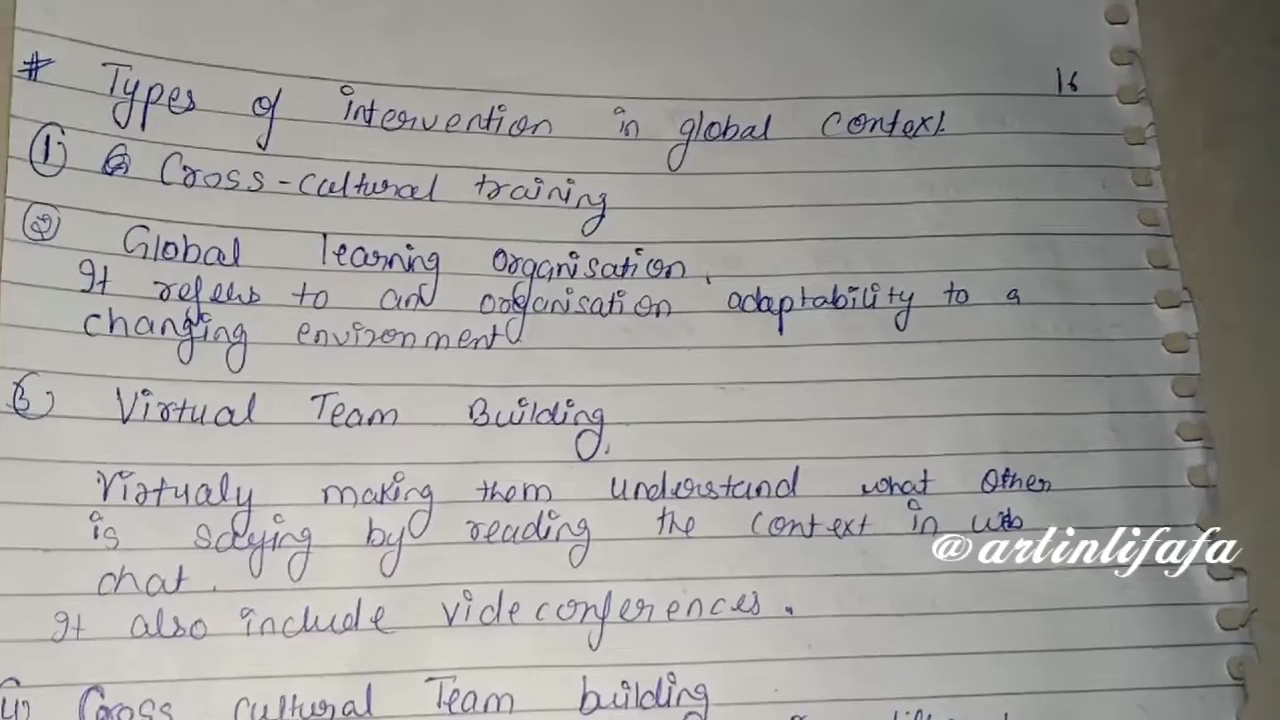 # Types of intervention in global context. 16
① Cross-cultural training
② Global learning organisation.
It refers to an organisation adaptability to a
changing environment
③ Virtual Team Building.
Virtualy making them understand what other
is saying by reading the context in web
chat.
@artinlifafa
It also include videconferences.
4) Cross cultural Team building